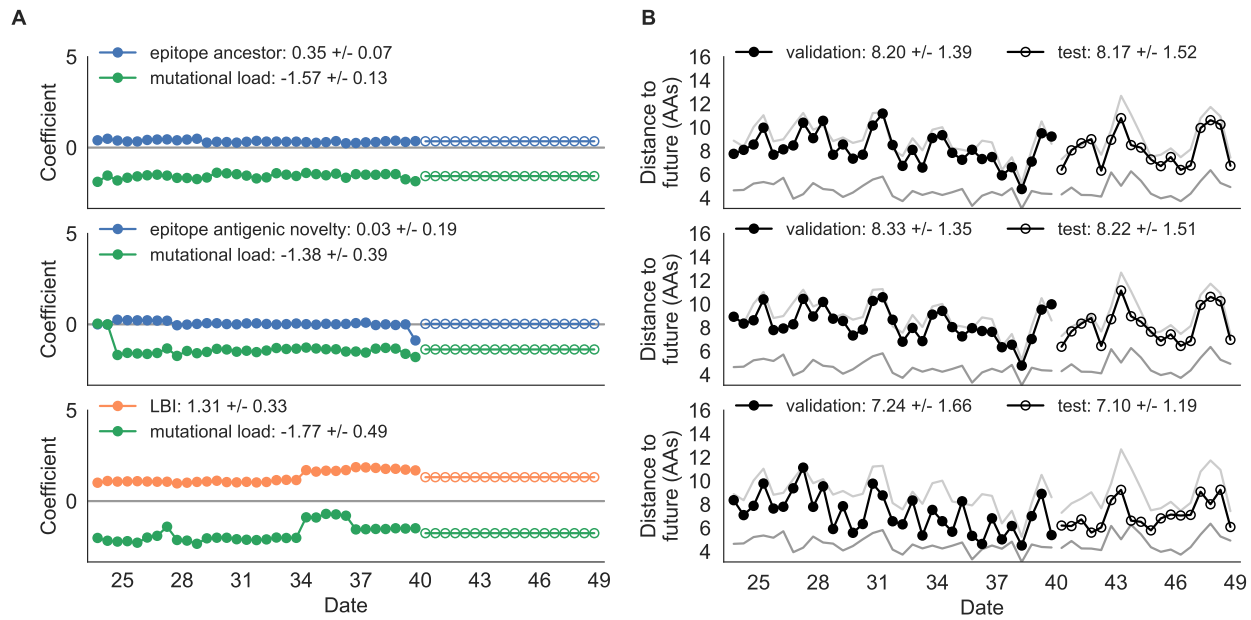 A
B
5
0
Coefficient
epitope ancestor: 0.35 +/- 0.07
mutational load: -1.57 +/- 0.13
16
14
12
10
8
6
4
Distance to
future (AAs)
validation: 8.20 +/- 1.39
test: 8.17 +/- 1.52
5
0
Coefficient
epitope antigenic novelty: 0.03 +/- 0.19
mutational load: -1.38 +/- 0.39
16
14
12
10
8
6
4
Distance to
future (AAs)
validation: 8.33 +/- 1.35
test: 8.22 +/- 1.51
5
0
Coefficient
LBI: 1.31 +/- 0.33
mutational load: -1.77 +/- 0.49
25 28 31 34 37 40 43 46 49
Date
16
14
12
10
8
6
4
Distance to
future (AAs)
validation: 7.24 +/- 1.66
test: 7.10 +/- 1.19
25 28 31 34 37 40 43 46 49
Date